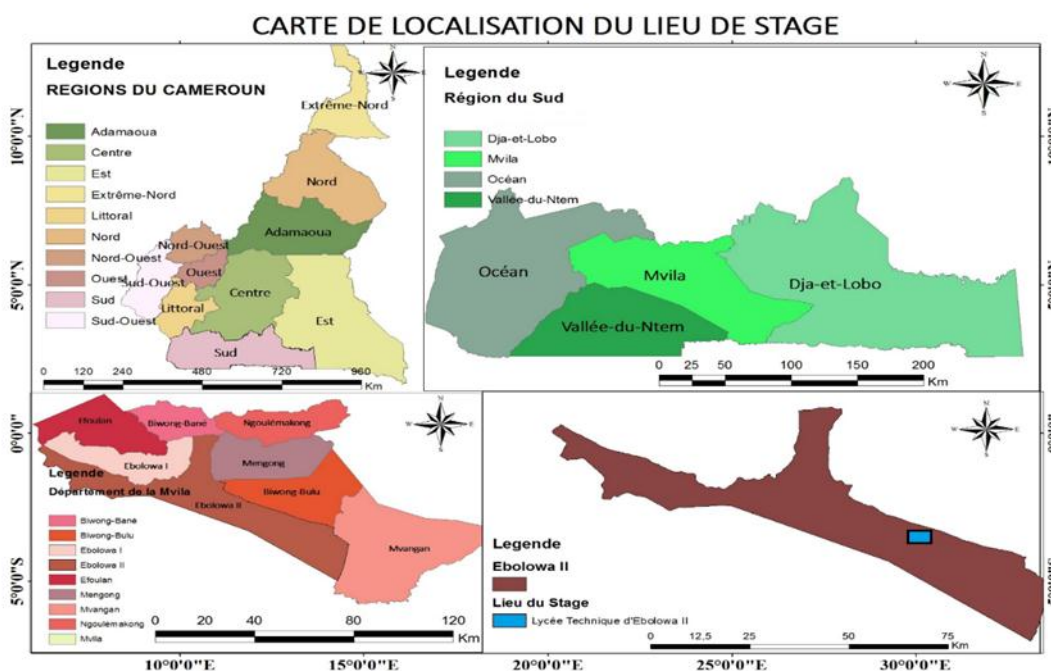 CARTE DE LOCALISATION DU LIEU DE STAGE
Legende
REGIONS DU CAMEROUN
Adamaoua
Centre
Est
Extrême-Nord
Littoral
Nord
Nord-Ouest
Ouest
Sud
Sud-Ouest
N
W
E
S
Extrême-Nord
Nord
Adamaoua
Nord-Ouest
Ouest
Sud-Ouest
Centre
Littoral
Est
Sud
0 120 240 480 720 960
Km
Legende
Région du Sud
Dja-et-Lobo
Mvila
Océan
Vallée-du-Ntem
N
W
E
S
Océan
Mvila
Dja-et-Lobo
Vallée-du-Ntem
0 25 50 100 150 200
Km
10°0'0"N
5°0'0"N
0°0'0"
5°0'0"S
Efoulan
Biwong-Bané
Ngoulémakong
Ebolowa I
Mengong
Biwong-Bulu
Ebolowa II
Mvangan
N
W
E
S
Legende
Département de la Mvila
Biwong-Bané
Biwong-Bulu
Ebolowa I
Ebolowa II
Efoulan
Mengong
Mvangan
Ngoulémakong
Mvila
0 20 40 80 120
Km
N
W
E
S
Legende
Ebolowa II
Lieu du Stage
Lycée Technique d'Ebolowa II
0 12,5 25 50 75
Km
10°0'0"E
15°0'0"E
20°0'0"E
25°0'0"E
30°0'0"E